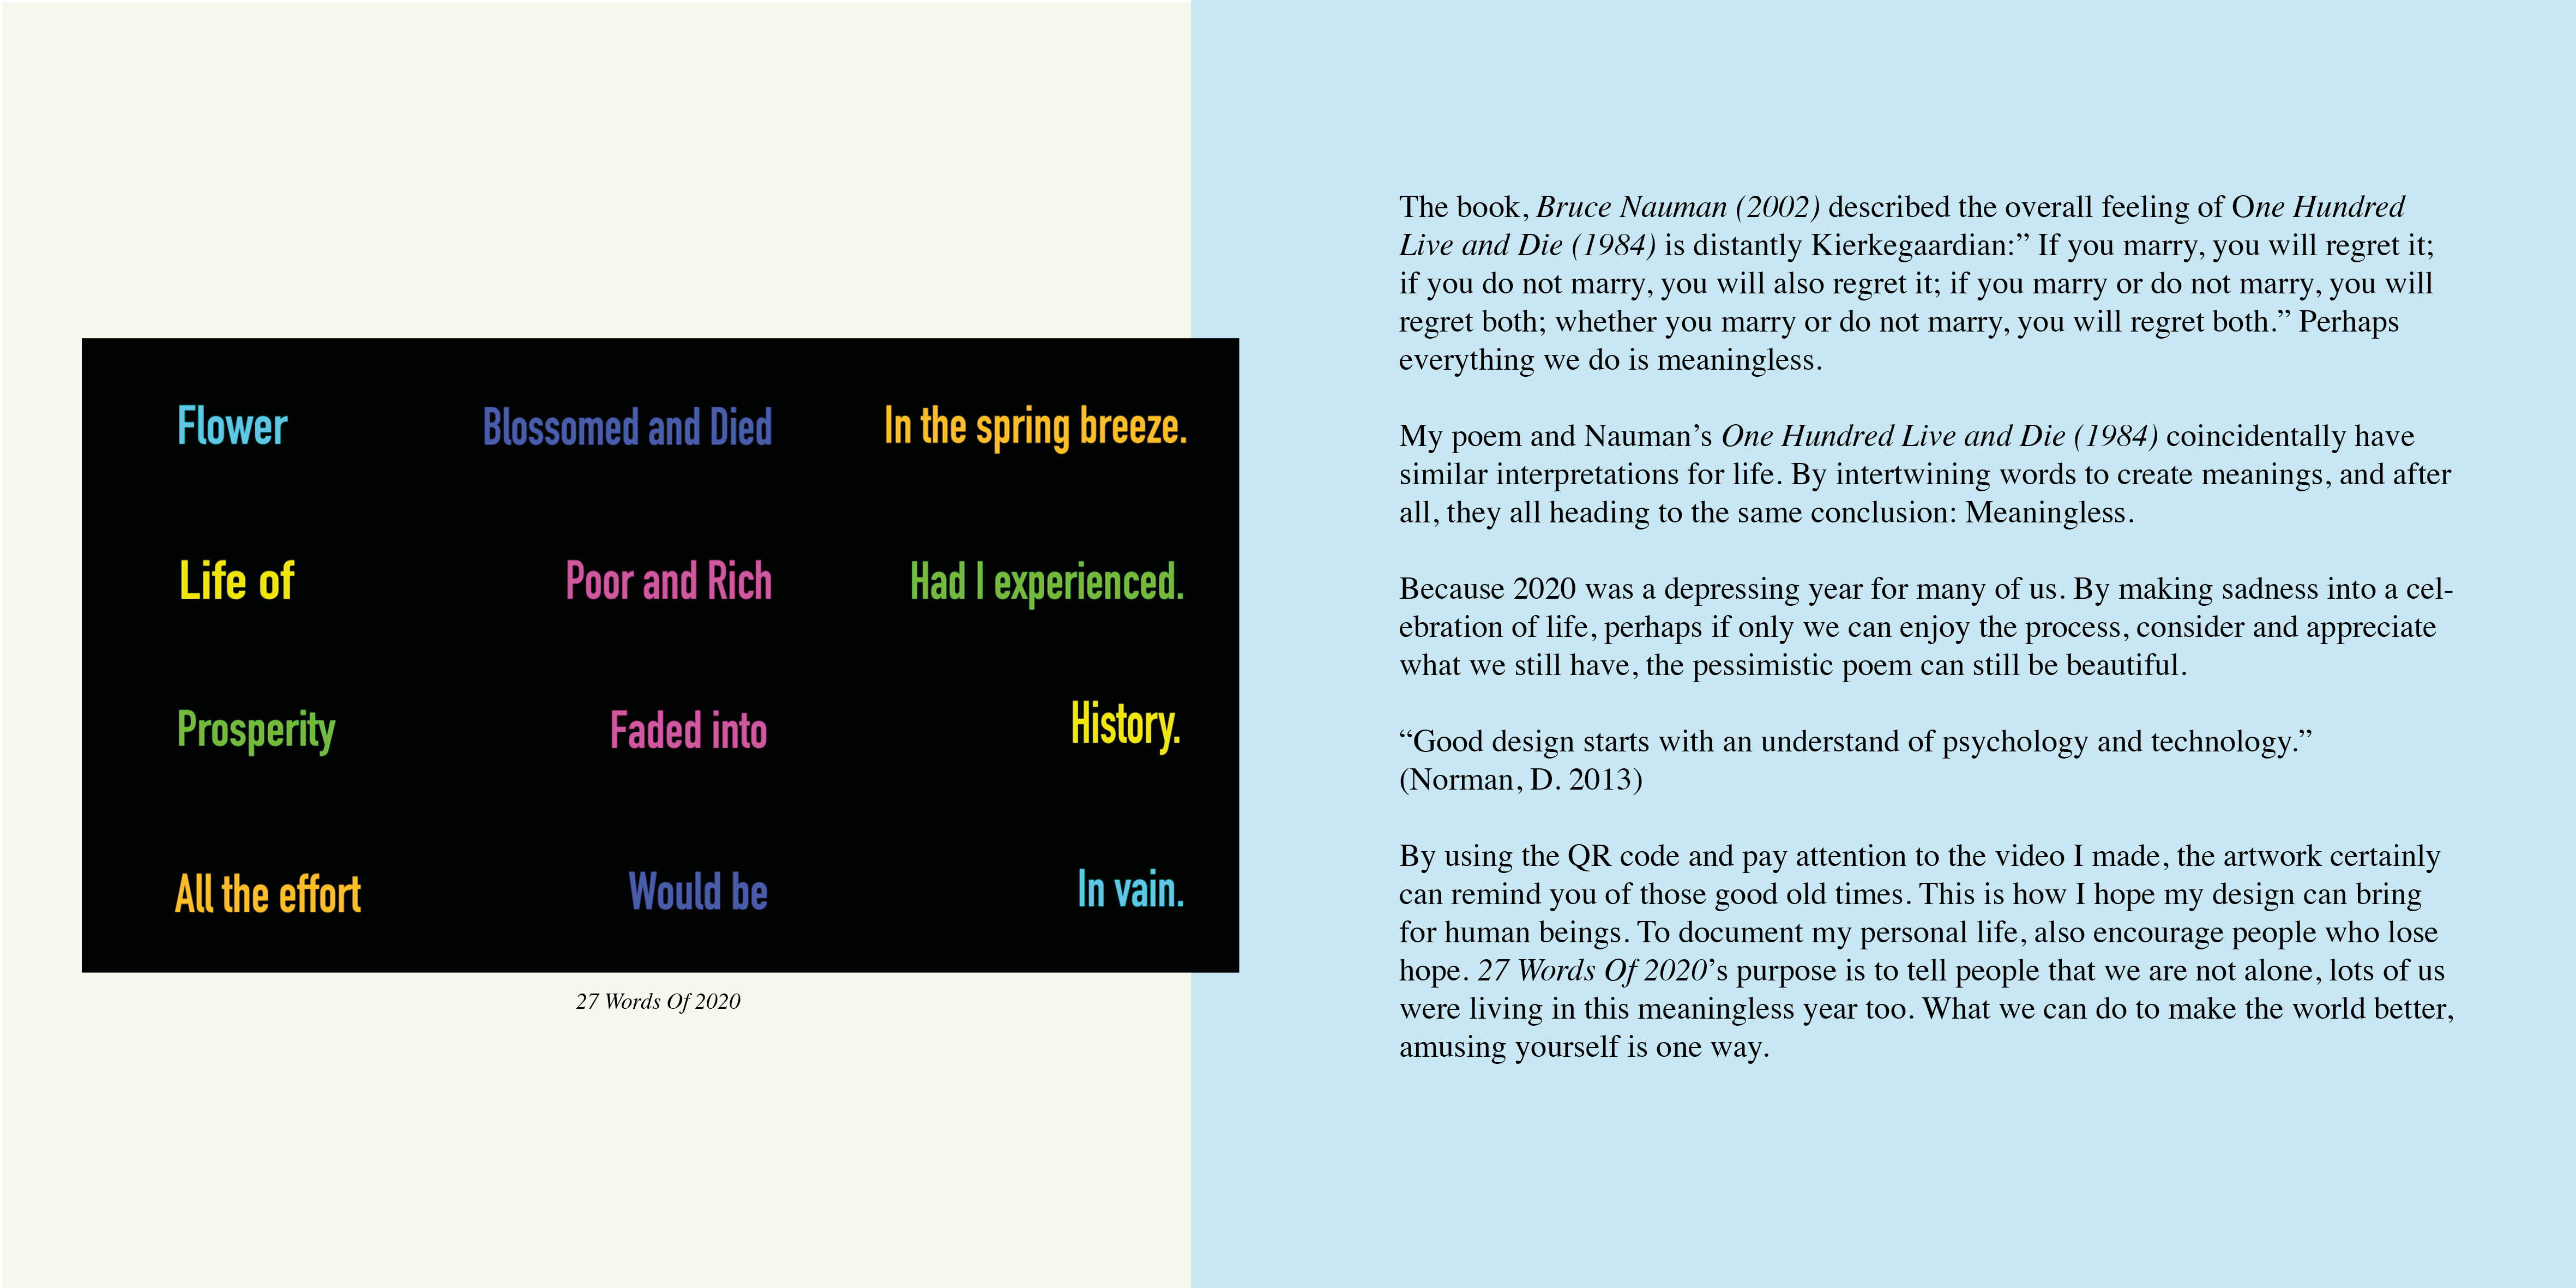 Flower Blossomed and Died In the spring breeze.
Life of Poor and Rich Had I experienced.
Prosperity Faded into History.
All the effort Would be In vain.
27 Words Of 2020
The book, Bruce Nauman (2002) described the overall feeling of One Hundred
Live and Die (1984) is distantly Kierkegaardian:” If you marry, you will regret it;
if you do not marry, you will also regret it; if you marry or do not marry, you will
regret both; whether you marry or do not marry, you will regret both.” Perhaps
everything we do is meaningless.
My poem and Nauman’s One Hundred Live and Die (1984) coincidentally have
similar interpretations for life. By intertwining words to create meanings, and after
all, they all heading to the same conclusion: Meaningless.
Because 2020 was a depressing year for many of us. By making sadness into a cel-
ebration of life, perhaps if only we can enjoy the process, consider and appreciate
what we still have, the pessimistic poem can still be beautiful.
“Good design starts with an understand of psychology and technology.”
(Norman, D. 2013)
By using the QR code and pay attention to the video I made, the artwork certainly
can remind you of those good old times. This is how I hope my design can bring
for human beings. To document my personal life, also encourage people who lose
hope. 27 Words Of 2020’s purpose is to tell people that we are not alone, lots of us
were living in this meaningless year too. What we can do to make the world better,
amusing yourself is one way.